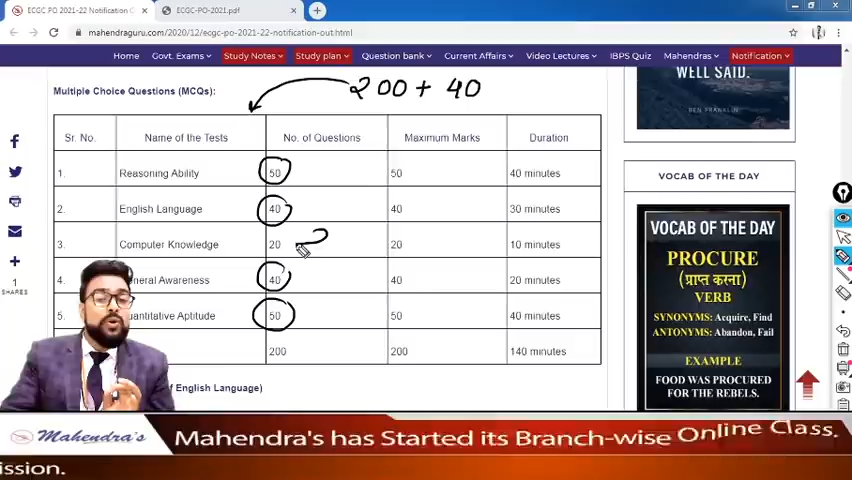 ECGC PO 2021-22 Notification
ECGC-PO-2021.pdf
mahendraguru.com/2020/12/ecgc-po-2021-22-notification-out.html
Home Govt. Exams Study Notes Study plan Question bank Current Affairs Video Lectures IBPS Quiz Mahendras Notification
Multiple Choice Questions (MCQs):
200 + 40
Sr. No. Name of the Tests No. of Questions Maximum Marks Duration
1. Reasoning Ability 50 50 40 minutes
2. English Language 40 40 30 minutes
3. Computer Knowledge 20 20 10 minutes
4. General Awareness 40 40 20 minutes
5. Quantitative Aptitude 50 50 40 minutes
200 200 140 minutes
of English Language)
1
SHARES
WELL SAID.
BEN FRANKLIN
VOCAB OF THE DAY
VOCAB OF THE DAY
PROCURE
(प्राप्त करना)
VERB
SYNONYMS: Acquire, Find
ANTONYMS: Abandon, Fail
EXAMPLE
FOOD WAS PROCURED
FOR THE REBELS.
Mahendra's
Mahendra's has Started its Branch-wise Online Class.
ission.